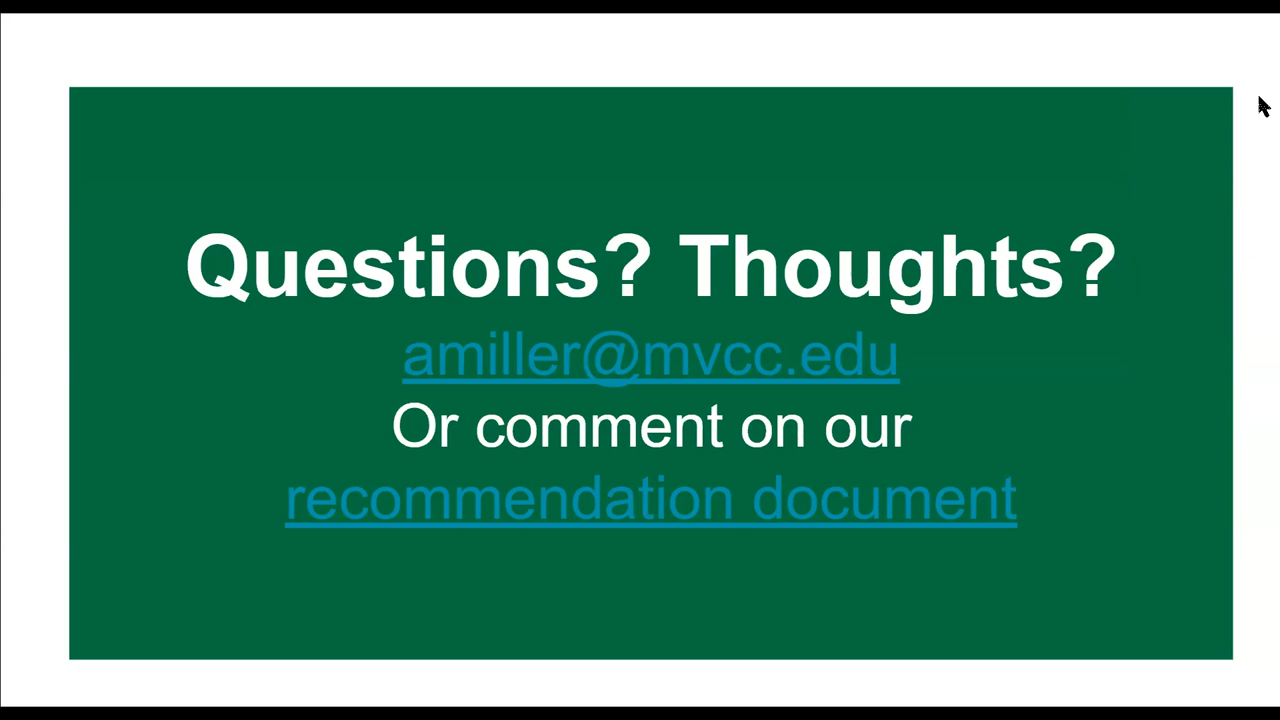 Questions? Thoughts?
amiller@mvcc.edu
Or comment on our
recommendation document